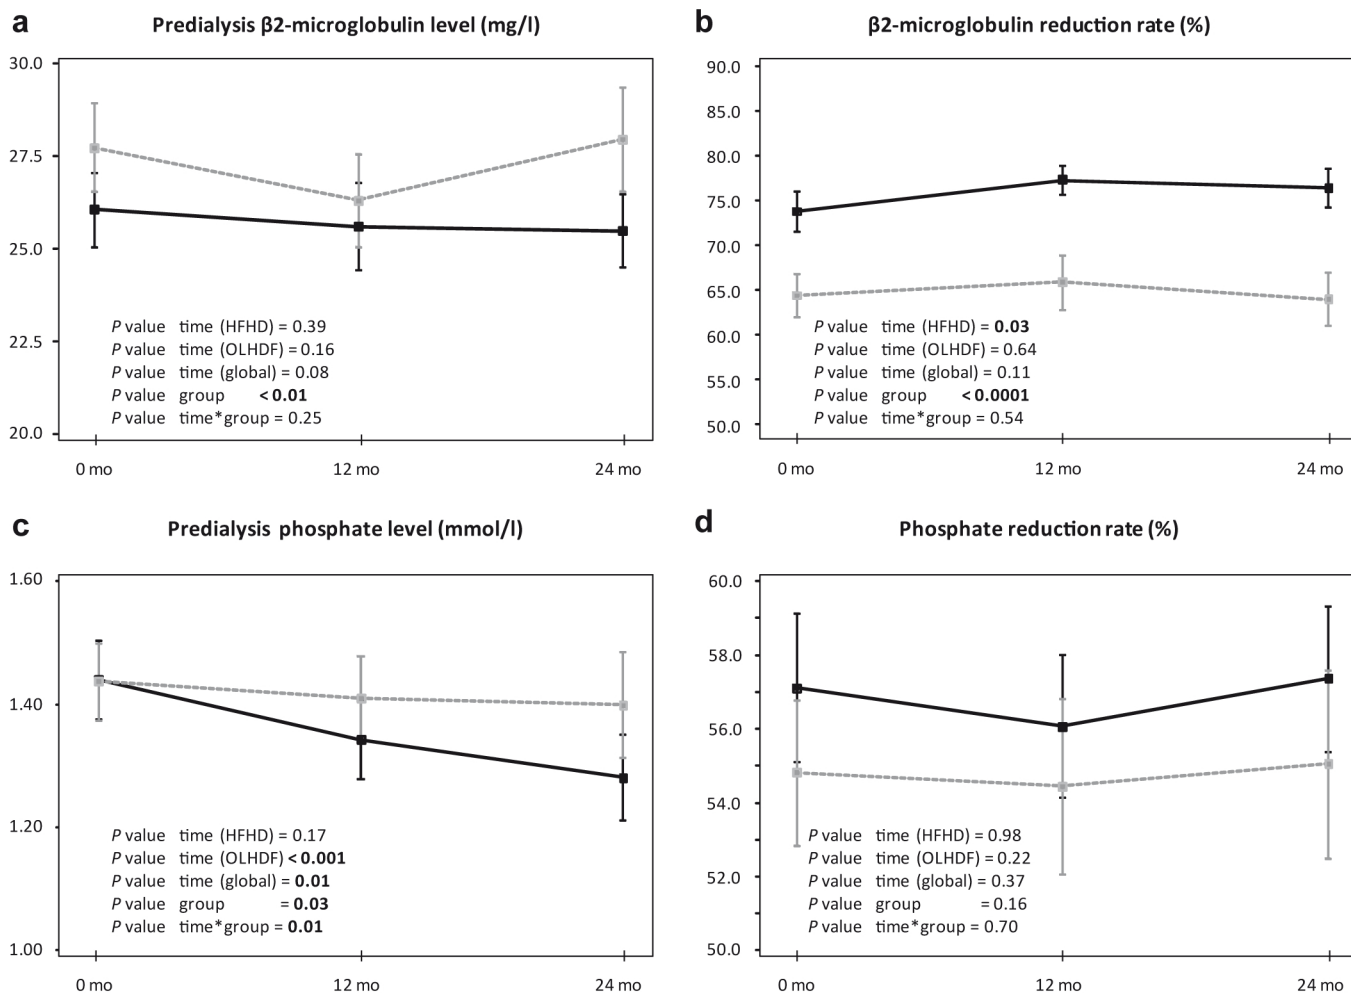 a
Predialysis β2-microglobulin level (mg/l)
30.0
27.5
25.0
22.5
20.0
P value time (HFHD) = 0.39
P value time (OLHDF) = 0.16
P value time (global) = 0.08
P value group < 0.01
P value time*group = 0.25
0 mo 12 mo 24 mo
b
β2-microglobulin reduction rate (%)
90.0
85.0
80.0
75.0
70.0
65.0
60.0
55.0
50.0
P value time (HFHD) = 0.03
P value time (OLHDF) = 0.64
P value time (global) = 0.11
P value group < 0.0001
P value time*group = 0.54
0 mo 12 mo 24 mo
c
Predialysis phosphate level (mmol/l)
1.60
1.40
1.20
1.00
P value time (HFHD) = 0.17
P value time (OLHDF) < 0.001
P value time (global) = 0.01
P value group = 0.03
P value time*group = 0.01
0 mo 12 mo 24 mo
d
Phosphate reduction rate (%)
60.0
58.0
56.0
54.0
52.0
50.0
P value time (HFHD) = 0.98
P value time (OLHDF) = 0.22
P value time (global) = 0.37
P value group = 0.16
P value time*group = 0.70
0 mo 12 mo 24 mo